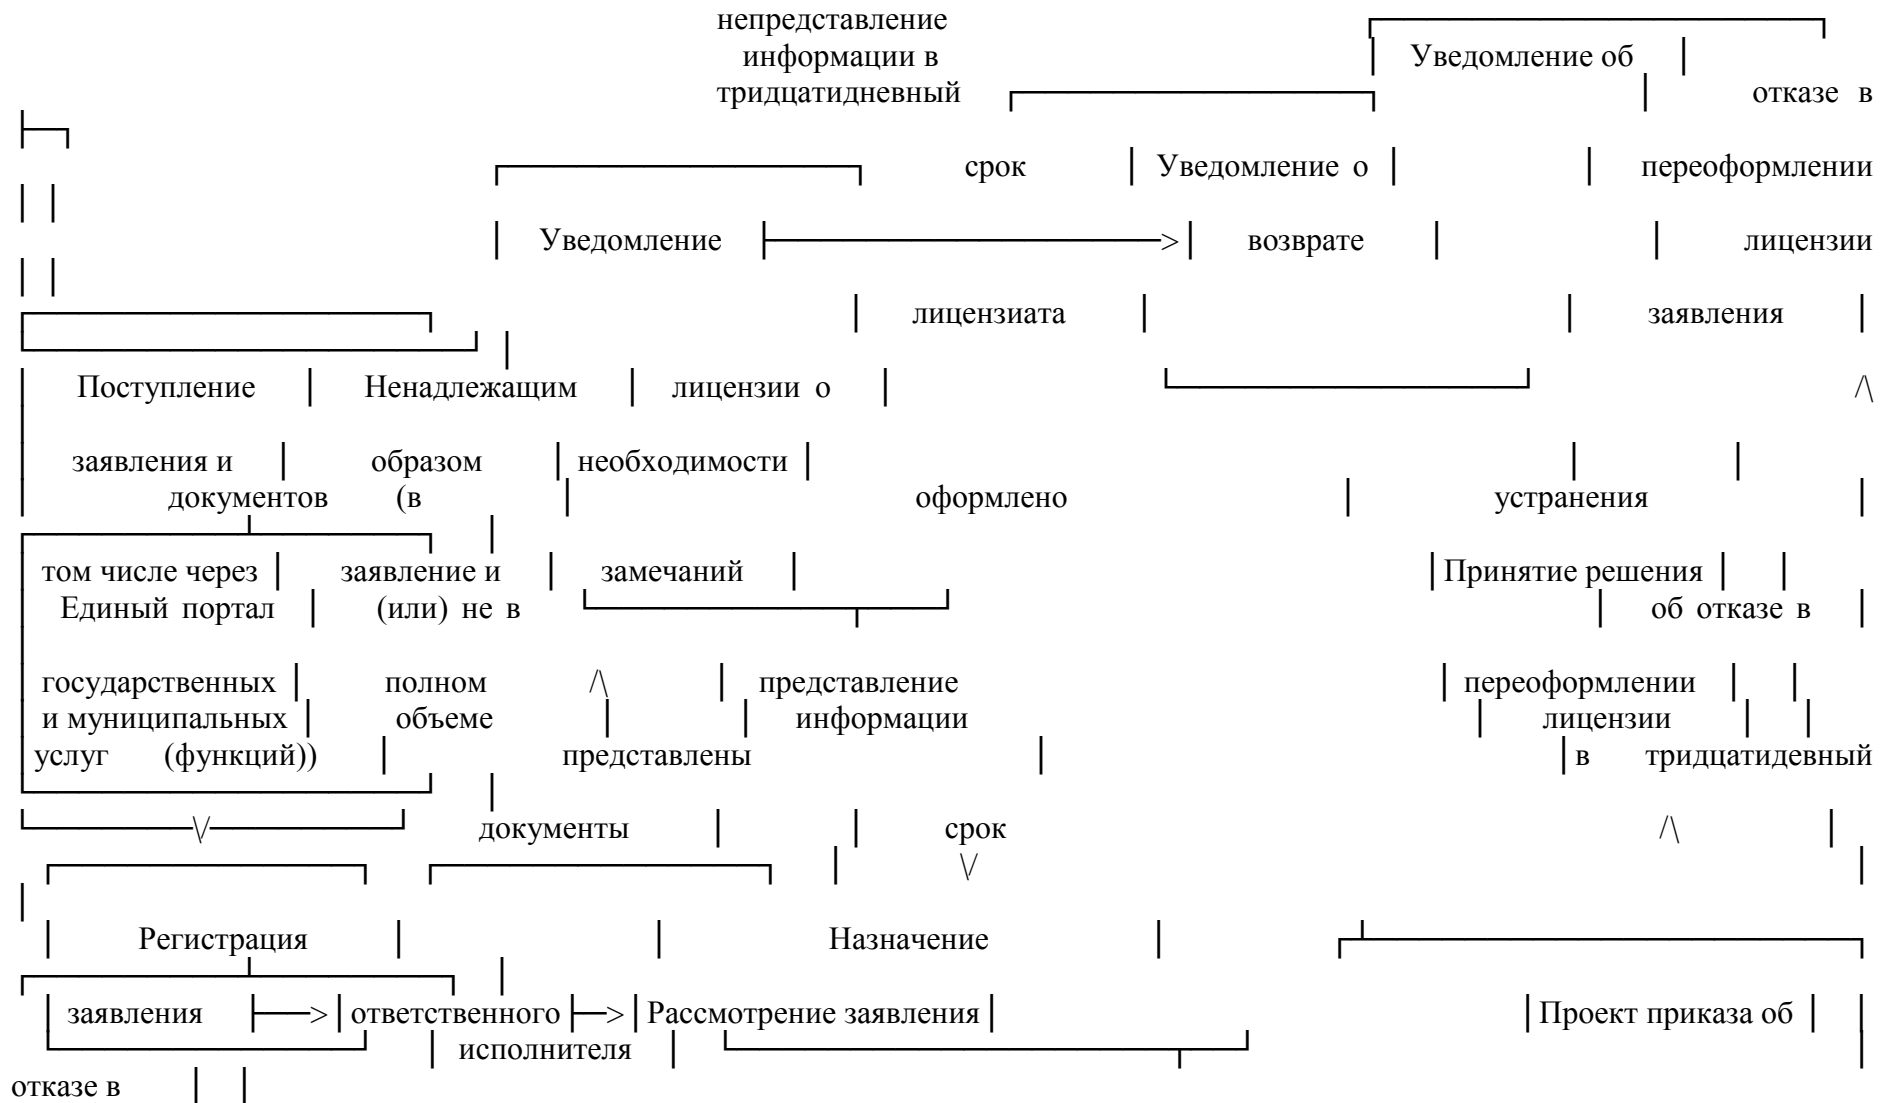 непредставление
информации в Уведомление об
тридцатидневный отказе в
срок Уведомление о переоформлении
Уведомление возврате лицензии
лицензиата заявления
Поступление Ненадлежащим лицензии о
заявления и образом необходимости
документов (в оформлено устранения
том числе через заявление и замечаний Принятие решения
Единый портал (или) не в об отказе в
государственных полном представление переоформлении
и муниципальных объеме информации лицензии
услуг (функций)) представлены в тридцатидевный
документы срок
Регистрация Назначение
заявления ответственного Рассмотрение заявления Проект приказа об
исполнителя
отказе в